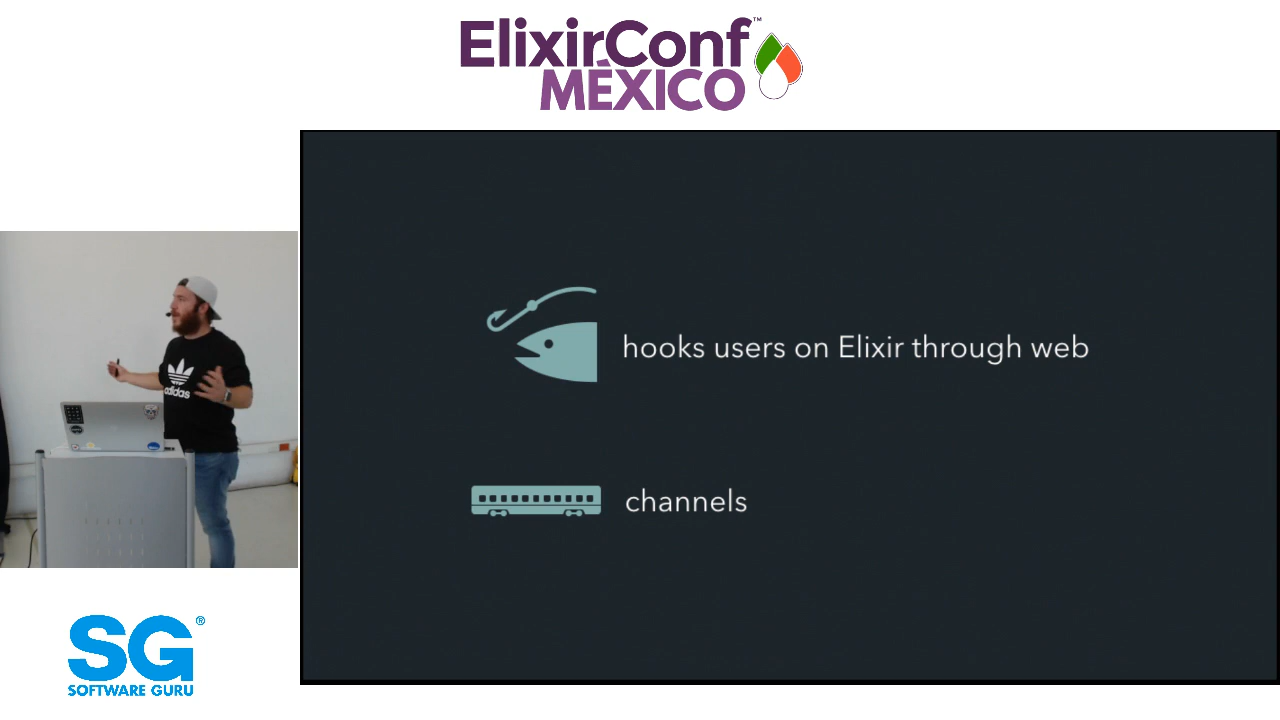 ElixirConf™
MÉXICO
hooks users on Elixir through web
channels
adidas
SG®
SOFTWARE GURU